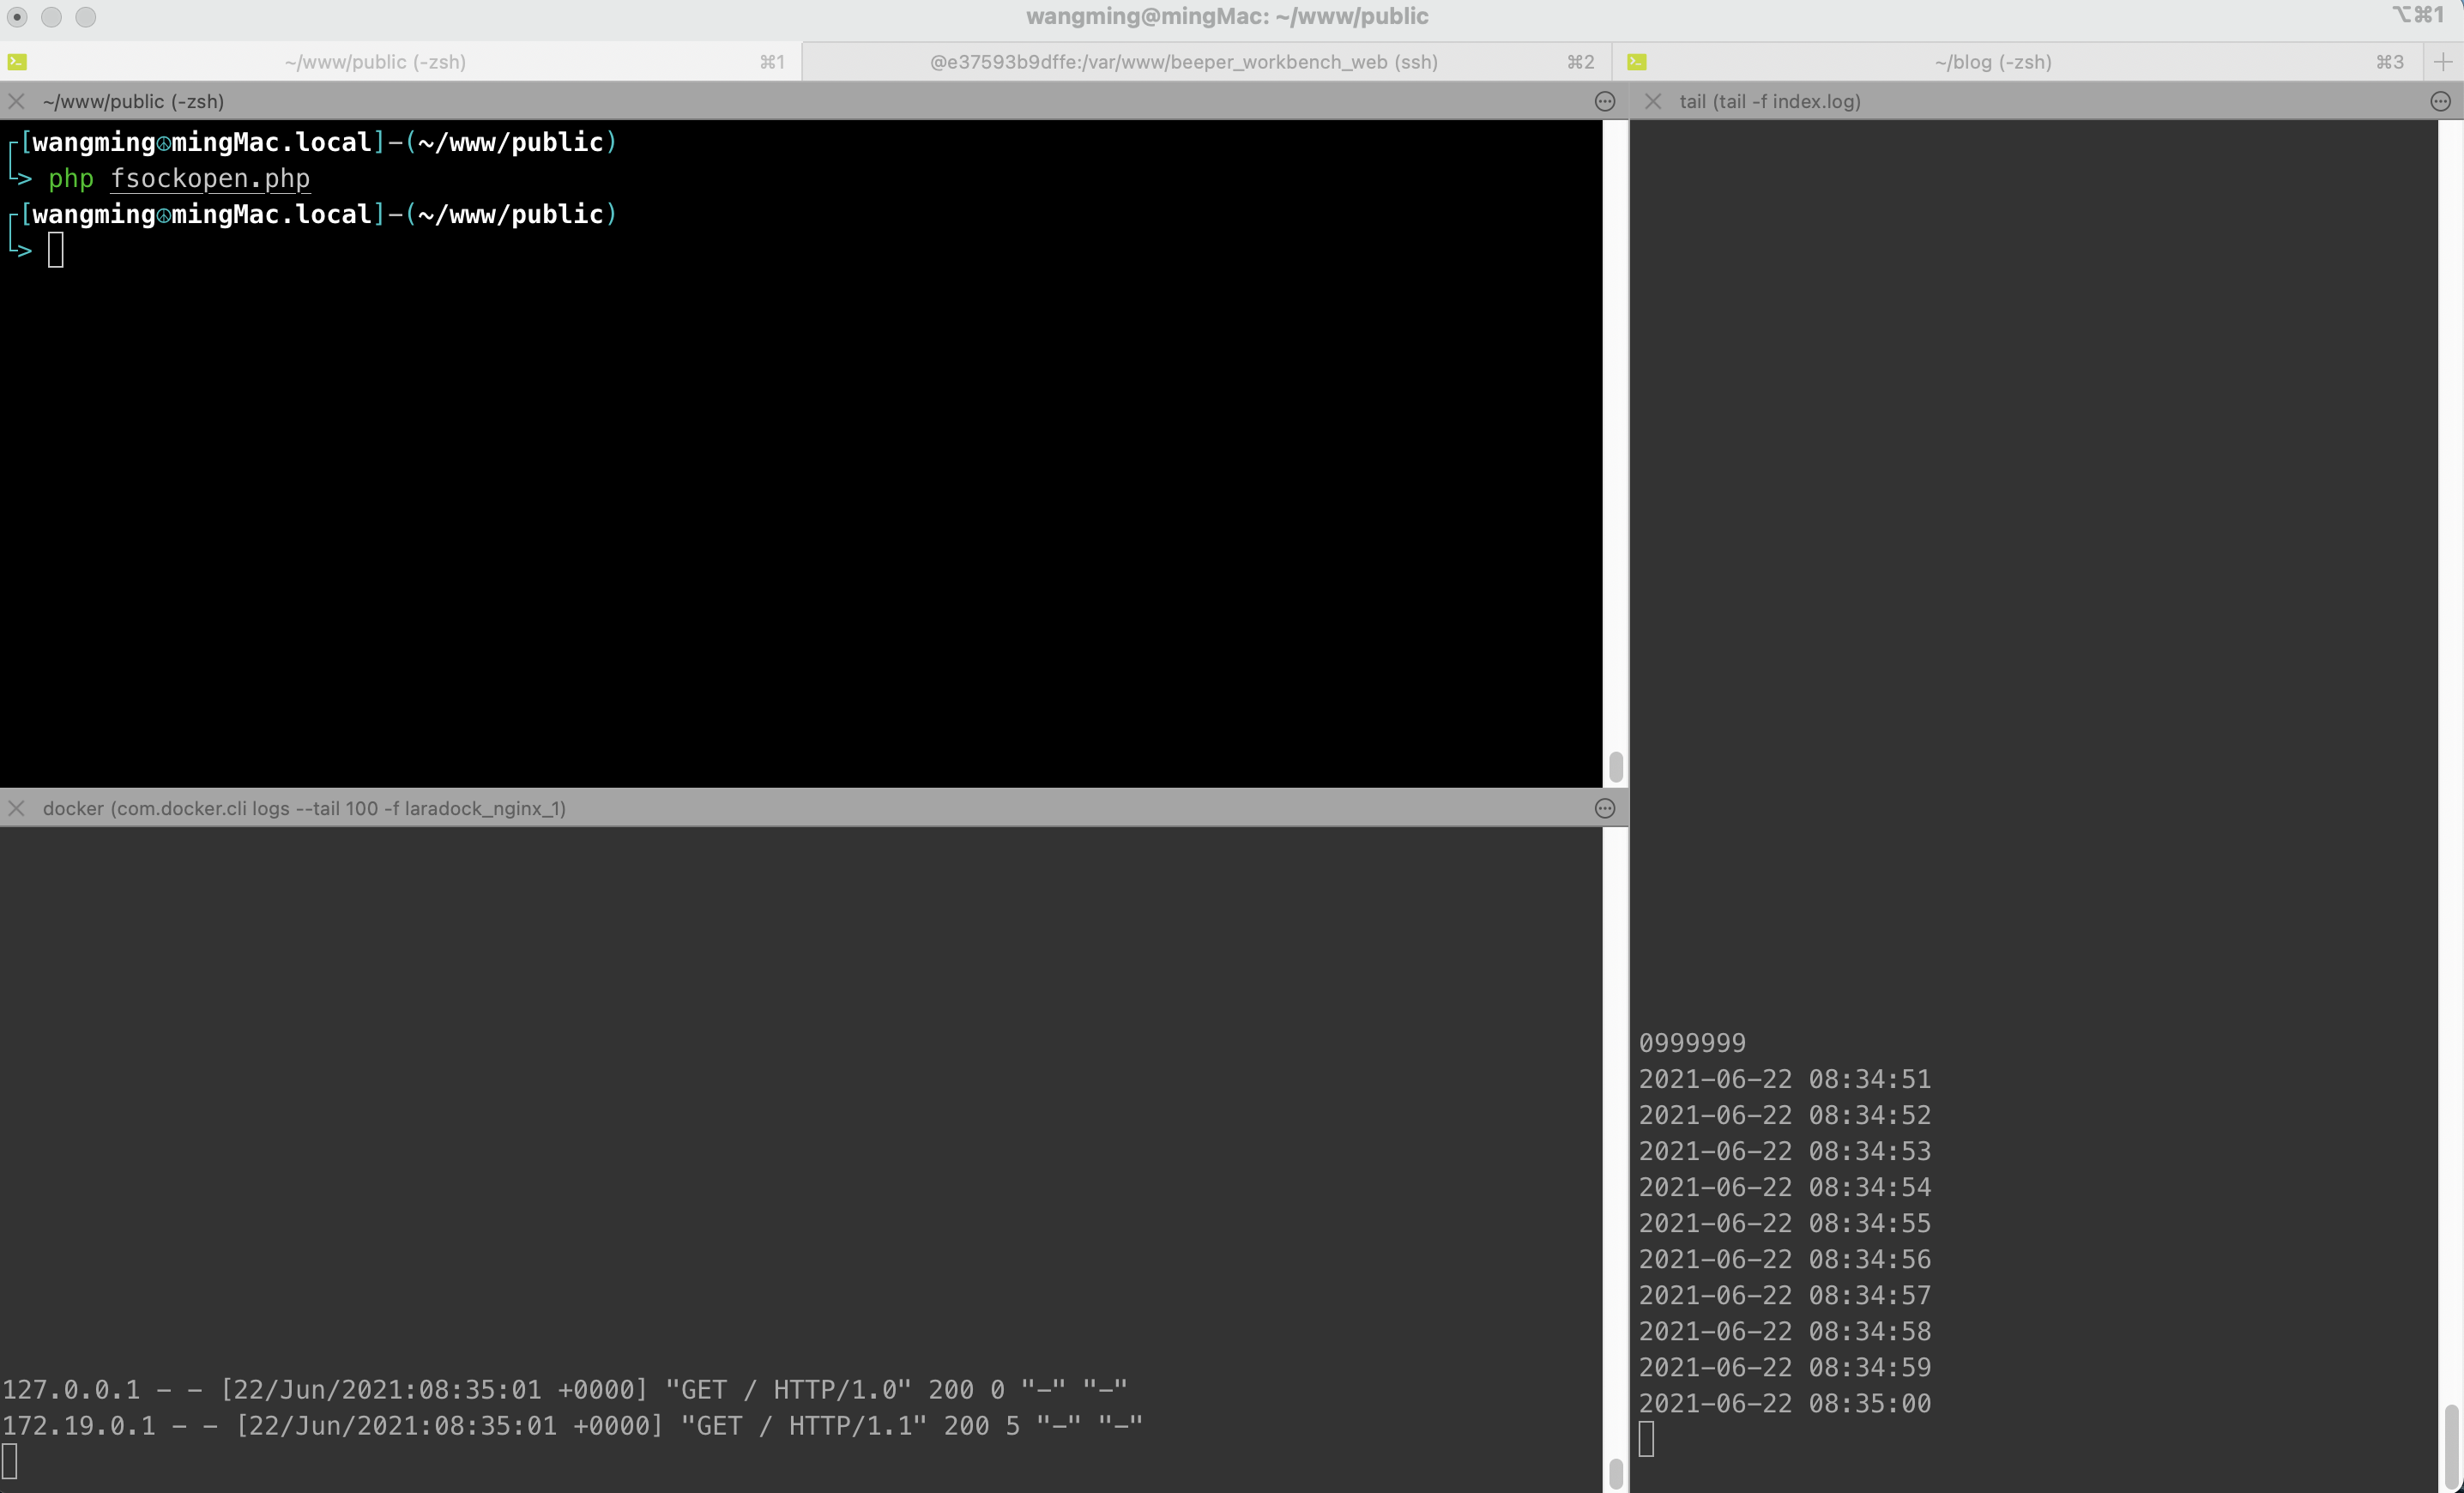 wangming@mingMac: ~/www/public
⌥⌘1
~/www/public (-zsh)
⌘1
@e37593b9dffe:/var/www/beeper_workbench_web (ssh)
⌘2
~/blog (-zsh)
⌘3
~/www/public (-zsh)
[wangming☮mingMac.local]-(~/www/public)
> php fsockopen.php
[wangming☮mingMac.local]-(~/www/public)
>
docker (com.docker.cli logs --tail 100 -f laradock_nginx_1)
127.0.0.1 - - [22/Jun/2021:08:35:01 +0000] "GET / HTTP/1.0" 200 0 "-" "-"
172.19.0.1 - - [22/Jun/2021:08:35:01 +0000] "GET / HTTP/1.1" 200 5 "-" "-"
tail (tail -f index.log)
0999999
2021-06-22 08:34:51
2021-06-22 08:34:52
2021-06-22 08:34:53
2021-06-22 08:34:54
2021-06-22 08:34:55
2021-06-22 08:34:56
2021-06-22 08:34:57
2021-06-22 08:34:58
2021-06-22 08:34:59
2021-06-22 08:35:00